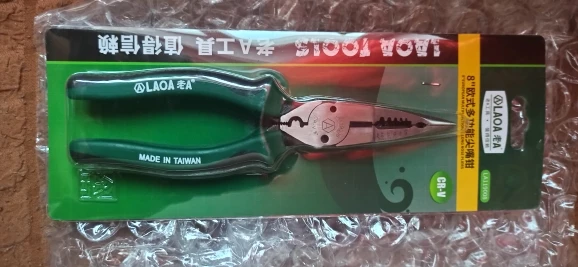 LAOA TOOLS 老A工具 值得信赖
LAOA 老A®
MADE IN TAIWAN
8"欧式多功能尖嘴钳
LAOA 老A
CR-V